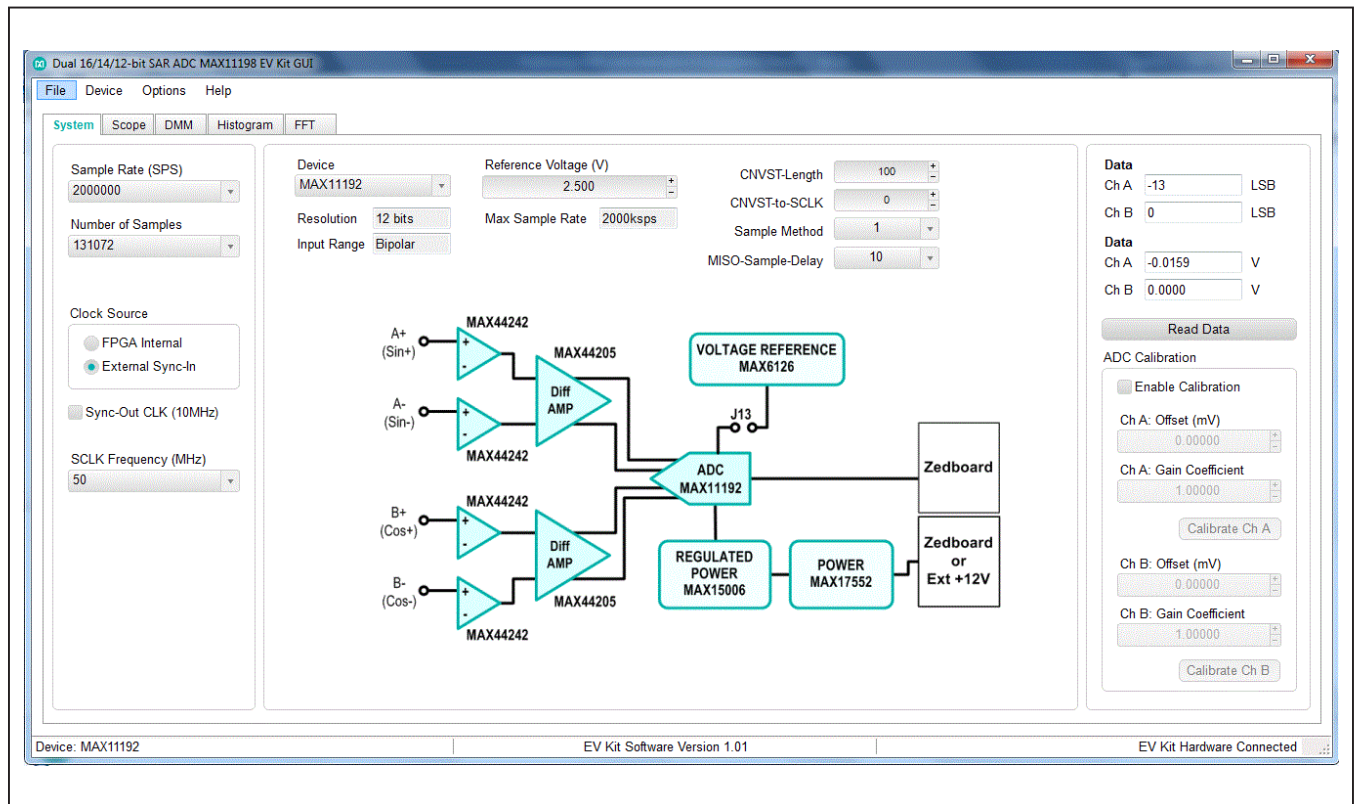 Dual 16/14/12-bit SAR ADC MAX11198 EV Kit GUI
File Device Options Help
System Scope DMM Histogram FFT
Sample Rate (SPS)
2000000
Number of Samples
131072
Clock Source
FPGA Internal
External Sync-In
Sync-Out CLK (10MHz)
SCLK Frequency (MHz)
50
Device
MAX11192
Resolution 12 bits
Input Range Bipolar
Reference Voltage (V)
2.500
Max Sample Rate 2000ksps
CNVST-Length 100
CNVST-to-SCLK 0
Sample Method 1
MISO-Sample-Delay 10
A+
(Sin+)
MAX44242
+
-
A-
(Sin-)
+
-
MAX44242
MAX44205
Diff
AMP
B+
(Cos+)
MAX44242
+
-
B-
(Cos-)
+
-
MAX44242
Diff
AMP
MAX44205
VOLTAGE REFERENCE
MAX6126
J13
ADC
MAX11192
REGULATED
POWER
MAX15006
POWER
MAX17552
Zedboard
Zedboard
or
Ext +12V
Data
Ch A -13 LSB
Ch B 0 LSB
Data
Ch A -0.0159 V
Ch B 0.0000 V
Read Data
ADC Calibration
Enable Calibration
Ch A: Offset (mV)
0.00000
Ch A: Gain Coefficient
1.00000
Calibrate Ch A
Ch B: Offset (mV)
0.00000
Ch B: Gain Coefficient
1.00000
Calibrate Ch B
Device: MAX11192
EV Kit Software Version 1.01
EV Kit Hardware Connected